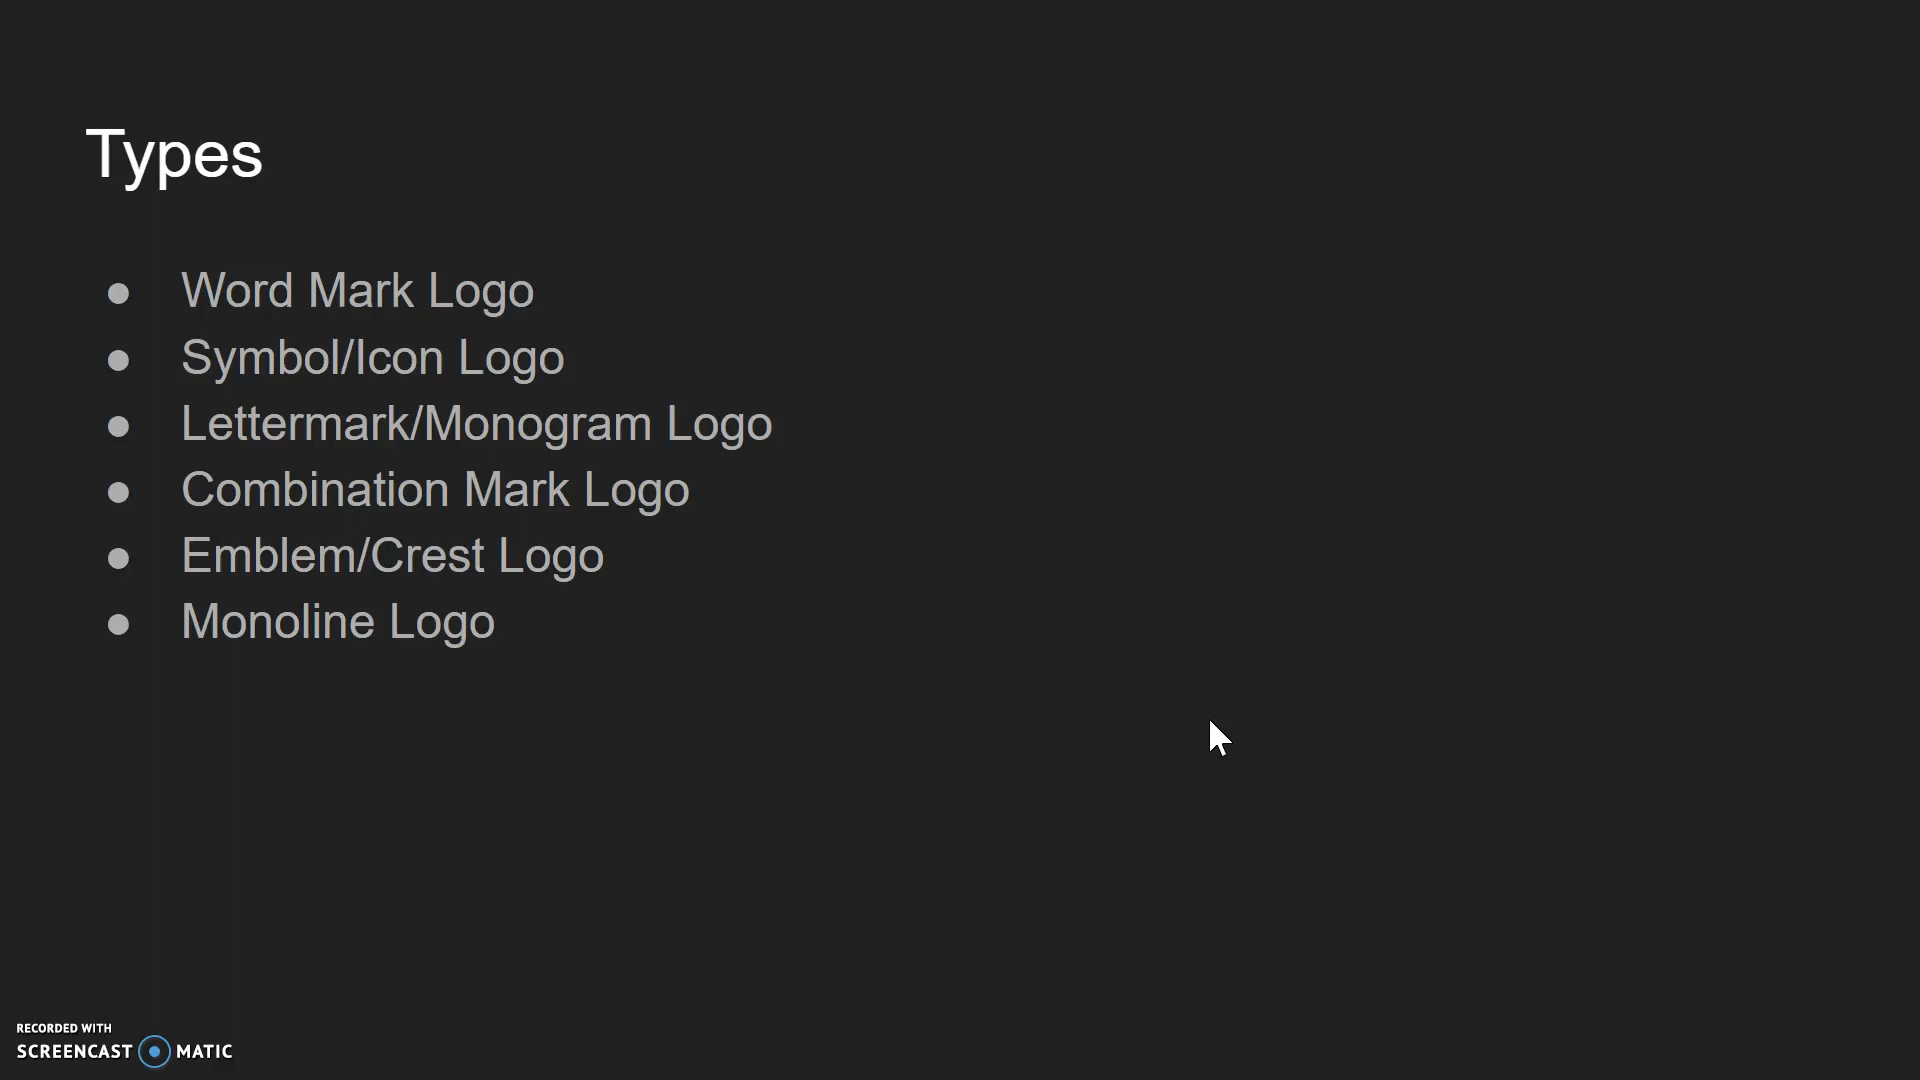 Types
● Word Mark Logo
● Symbol/Icon Logo
● Lettermark/Monogram Logo
● Combination Mark Logo
● Emblem/Crest Logo
● Monoline Logo
RECORDED WITH
SCREENCAST MATIC